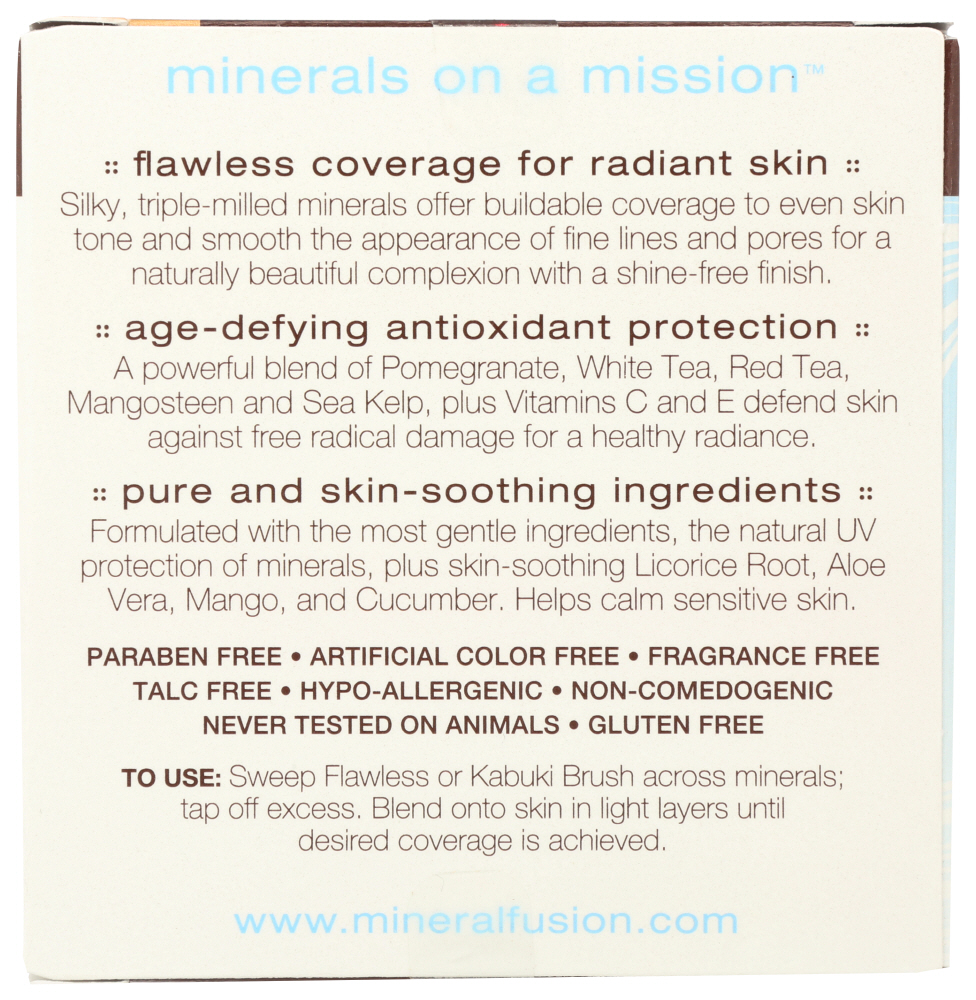 minerals on a mission™
:: flawless coverage for radiant skin ::
Silky, triple-milled minerals offer buildable coverage to even skin
tone and smooth the appearance of fine lines and pores for a
naturally beautiful complexion with a shine-free finish.
:: age-defying antioxidant protection ::
A powerful blend of Pomegranate, White Tea, Red Tea,
Mangosteen and Sea Kelp, plus Vitamins C and E defend skin
against free radical damage for a healthy radiance.
:: pure and skin-soothing ingredients ::
Formulated with the most gentle ingredients, the natural UV
protection of minerals, plus skin-soothing Licorice Root, Aloe
Vera, Mango, and Cucumber. Helps calm sensitive skin.
PARABEN FREE • ARTIFICIAL COLOR FREE • FRAGRANCE FREE
TALC FREE • HYPO-ALLERGENIC • NON-COMEDOGENIC
NEVER TESTED ON ANIMALS • GLUTEN FREE
TO USE: Sweep Flawless or Kabuki Brush across minerals;
tap off excess. Blend onto skin in light layers until
desired coverage is achieved.
www.mineralfusion.com